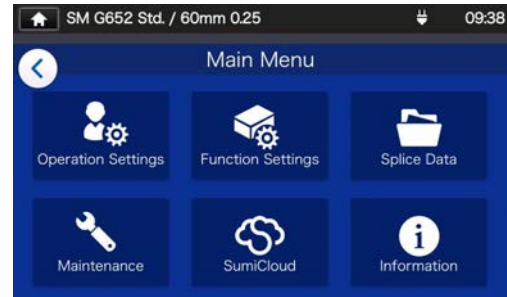 SM G652 Std. / 60mm 0.25 09:38
Main Menu
Operation Settings Function Settings Splice Data
Maintenance SumiCloud Information